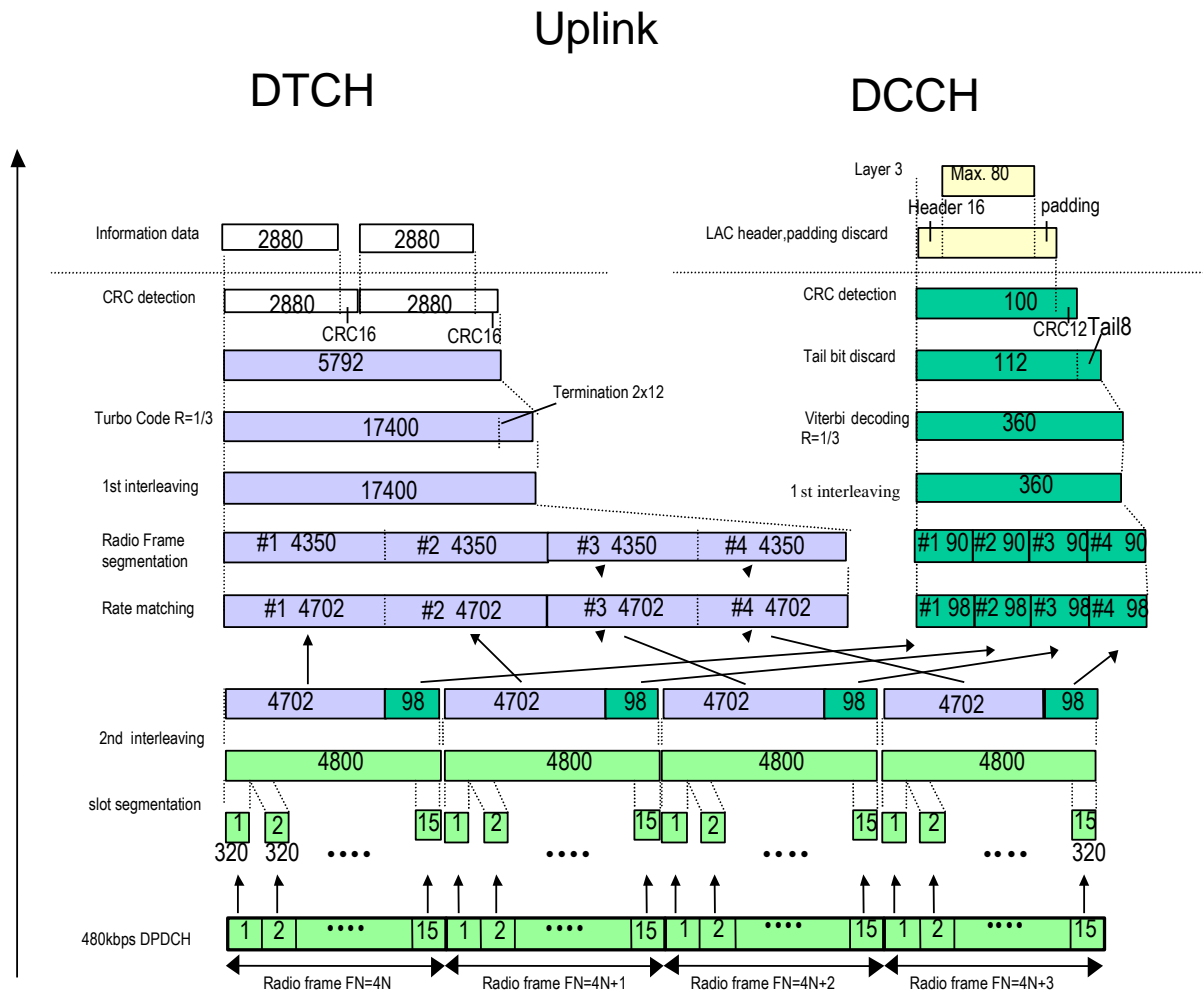 Uplink
DTCH
DCCH
Layer 3
Max. 80
Header 16
padding
Information data
2880
2880
LAC header,padding discard
CRC detection
2880
2880
CRC detection
100
CRC16
CRC16
CRC12
Tail8
5792
Tail bit discard
112
Termination 2x12
Turbo Code R=1/3
17400
Viterbi decoding
R=1/3
360
1st interleaving
17400
1st interleaving
360
Radio Frame
segmentation
#1 4350
#2 4350
#3 4350
#4 4350
#1 90
#2 90
#3 90
#4 90
Rate matching
#1 4702
#2 4702
#3 4702
#4 4702
#1 98
#2 98
#3 98
#4 98
4702
98
4702
98
4702
98
4702
98
2nd interleaving
4800
4800
4800
4800
slot segmentation
1
2
15
1
2
15
1
2
15
1
2
15
320
320
••••
••••
••••
••••
320
480kbps DPDCH
1
2
••••
15
1
2
••••
15
1
2
••••
15
1
2
••••
15
Radio frame FN=4N
Radio frame FN=4N+1
Radio frame FN=4N+2
Radio frame FN=4N+3